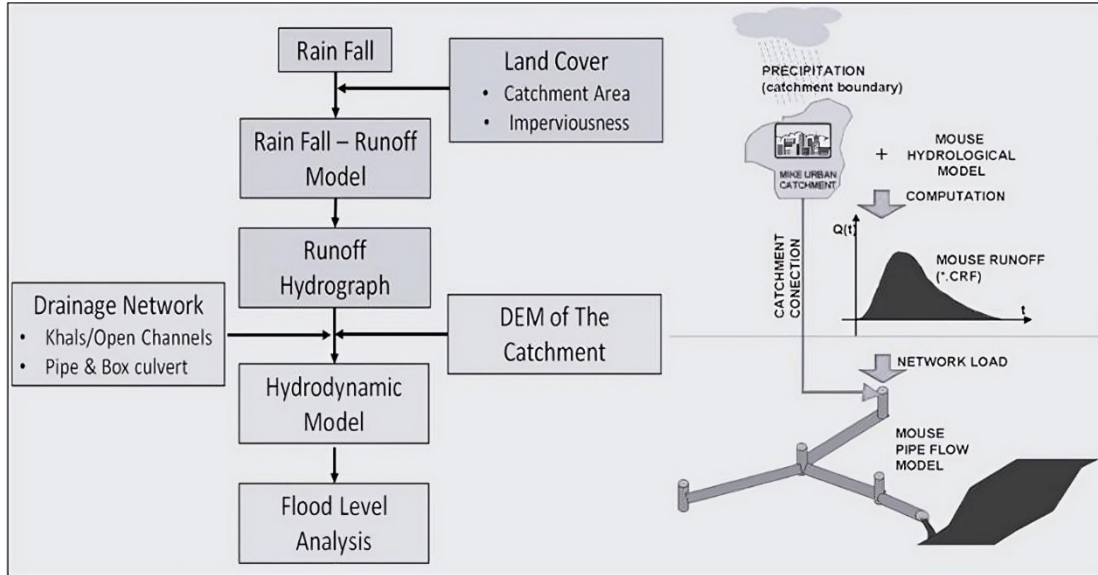 Rain Fall
Land Cover
• Catchment Area
• Imperviousness
Rain Fall – Runoff
Model
Runoff
Hydrograph
Drainage Network
• Khals/Open Channels
• Pipe & Box culvert
DEM of The
Catchment
Hydrodynamic
Model
Flood Level
Analysis
PRECIPITATION
(catchment boundary)
MIKE URBAN
CATCHMENT
+
MOUSE
HYDROLOGICAL
MODEL
COMPUTATION
Q(t)
MOUSE RUNOFF
(*.CRF)
t
CATCHMENT
CONECTION
NETWORK LOAD
MOUSE
PIPE FLOW
MODEL